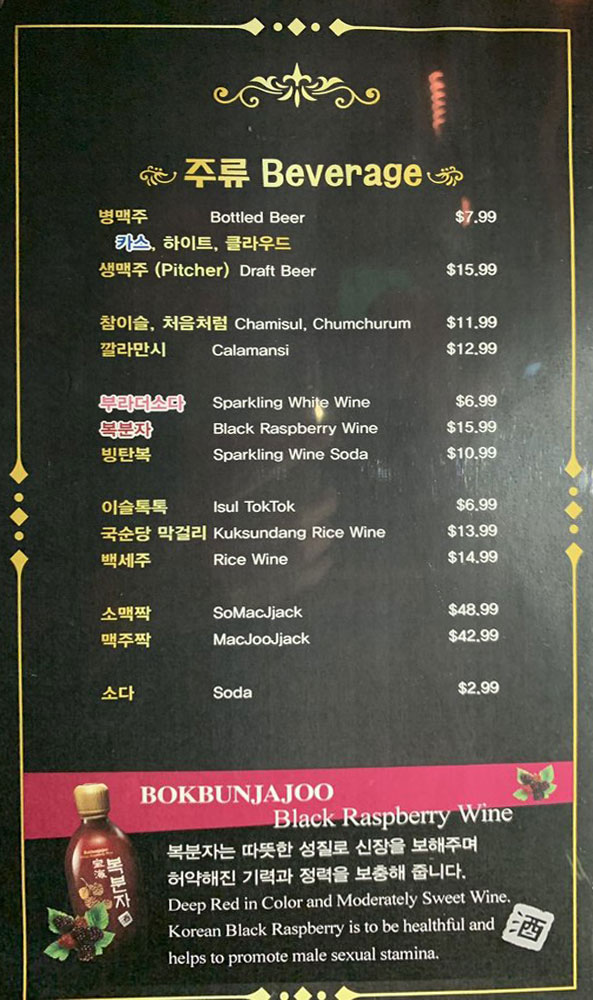 주류 Beverage
병맥주 Bottled Beer $7.99
카스, 하이트, 클라우드
생맥주 (Pitcher) Draft Beer $15.99
참이슬, 처음처럼 Chamisul, Chumchurum $11.99
깔라만시 Calamansi $12.99
부라더소다 Sparkling White Wine $6.99
복분자 Black Raspberry Wine $15.99
빙탄복 Sparkling Wine Soda $10.99
이슬톡톡 Isul TokTok $6.99
국순당 막걸리 Kuksundang Rice Wine $13.99
백세주 Rice Wine $14.99
소맥짝 SoMacJjack $48.99
맥주짝 MacJooJjack $42.99
소다 Soda $2.99
BOKBUNJAJOO
Black Raspberry Wine
복분자는 따뜻한 성질로 신장을 보해주며
허약해진 기력과 정력을 보충해 줍니다.
Deep Red in Color and Moderately Sweet Wine.
Korean Black Raspberry is to be healthful and
helps to promote male sexual stamina.
복분자
酒